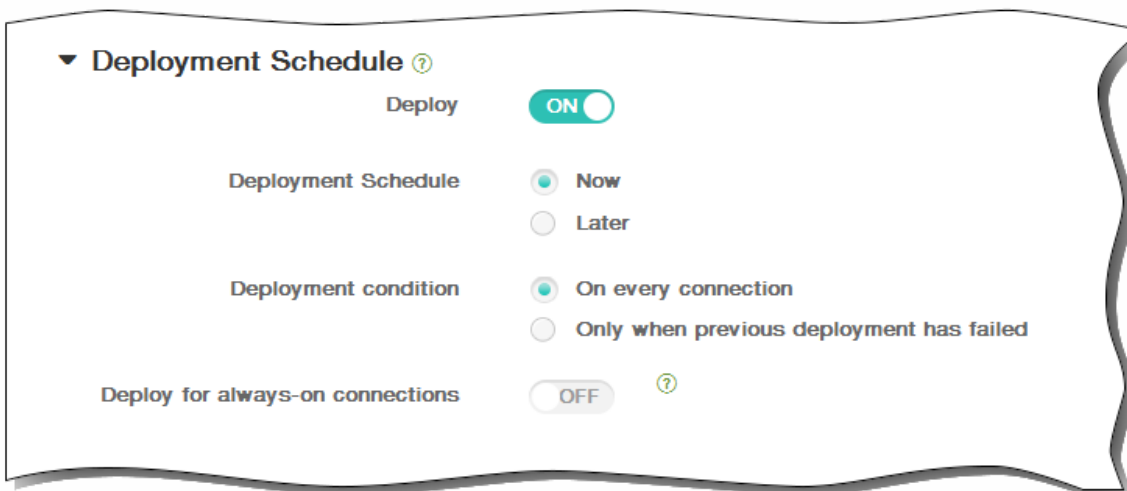 Deployment Schedule ?
Deploy ON
Deployment Schedule Now
Later
Deployment condition On every connection
Only when previous deployment has failed
Deploy for always-on connections OFF ?